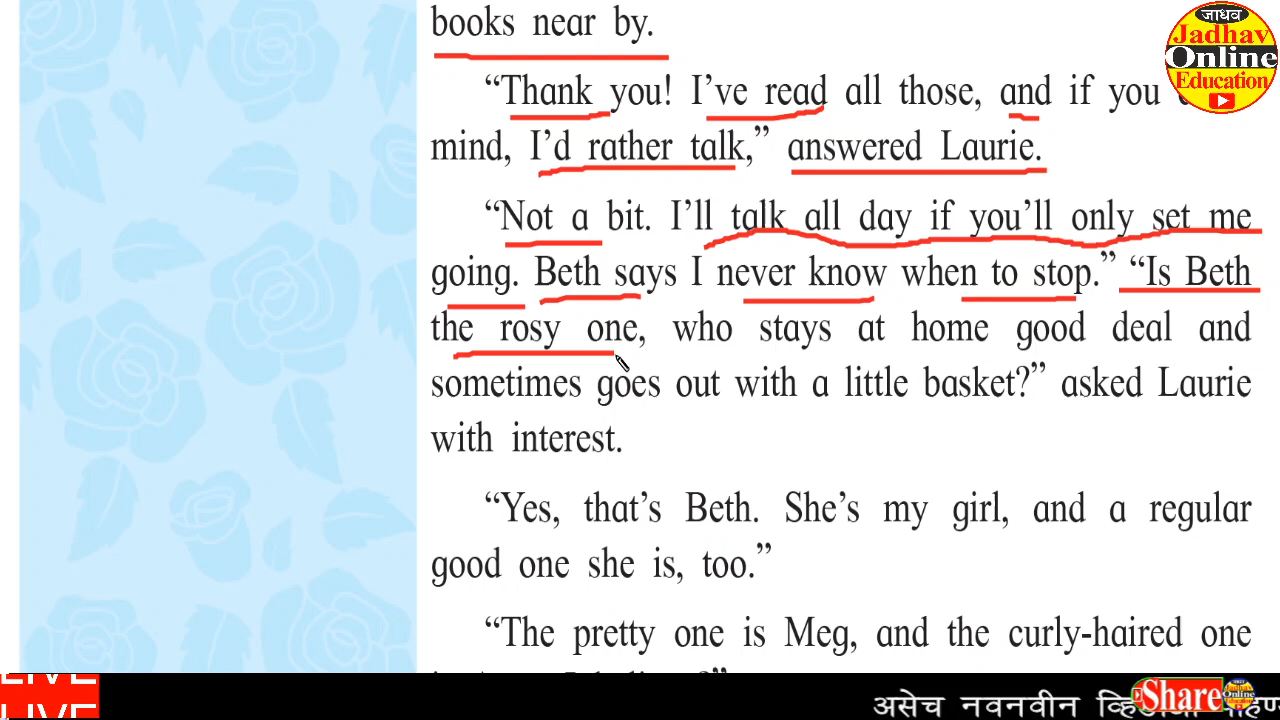 books near by.
जाधव
Jadhav
Online
Education
“Thank you! I’ve read all those, and if you
mind, I’d rather talk,” answered Laurie.
“Not a bit. I’ll talk all day if you’ll only set me
going. Beth says I never know when to stop.” “Is Beth
the rosy one, who stays at home good deal and
sometimes goes out with a little basket?” asked Laurie
with interest.
“Yes, that’s Beth. She’s my girl, and a regular
good one she is, too.”
“The pretty one is Meg, and the curly-haired one
LIVE
LIVE
असेच नवनवीन
Share